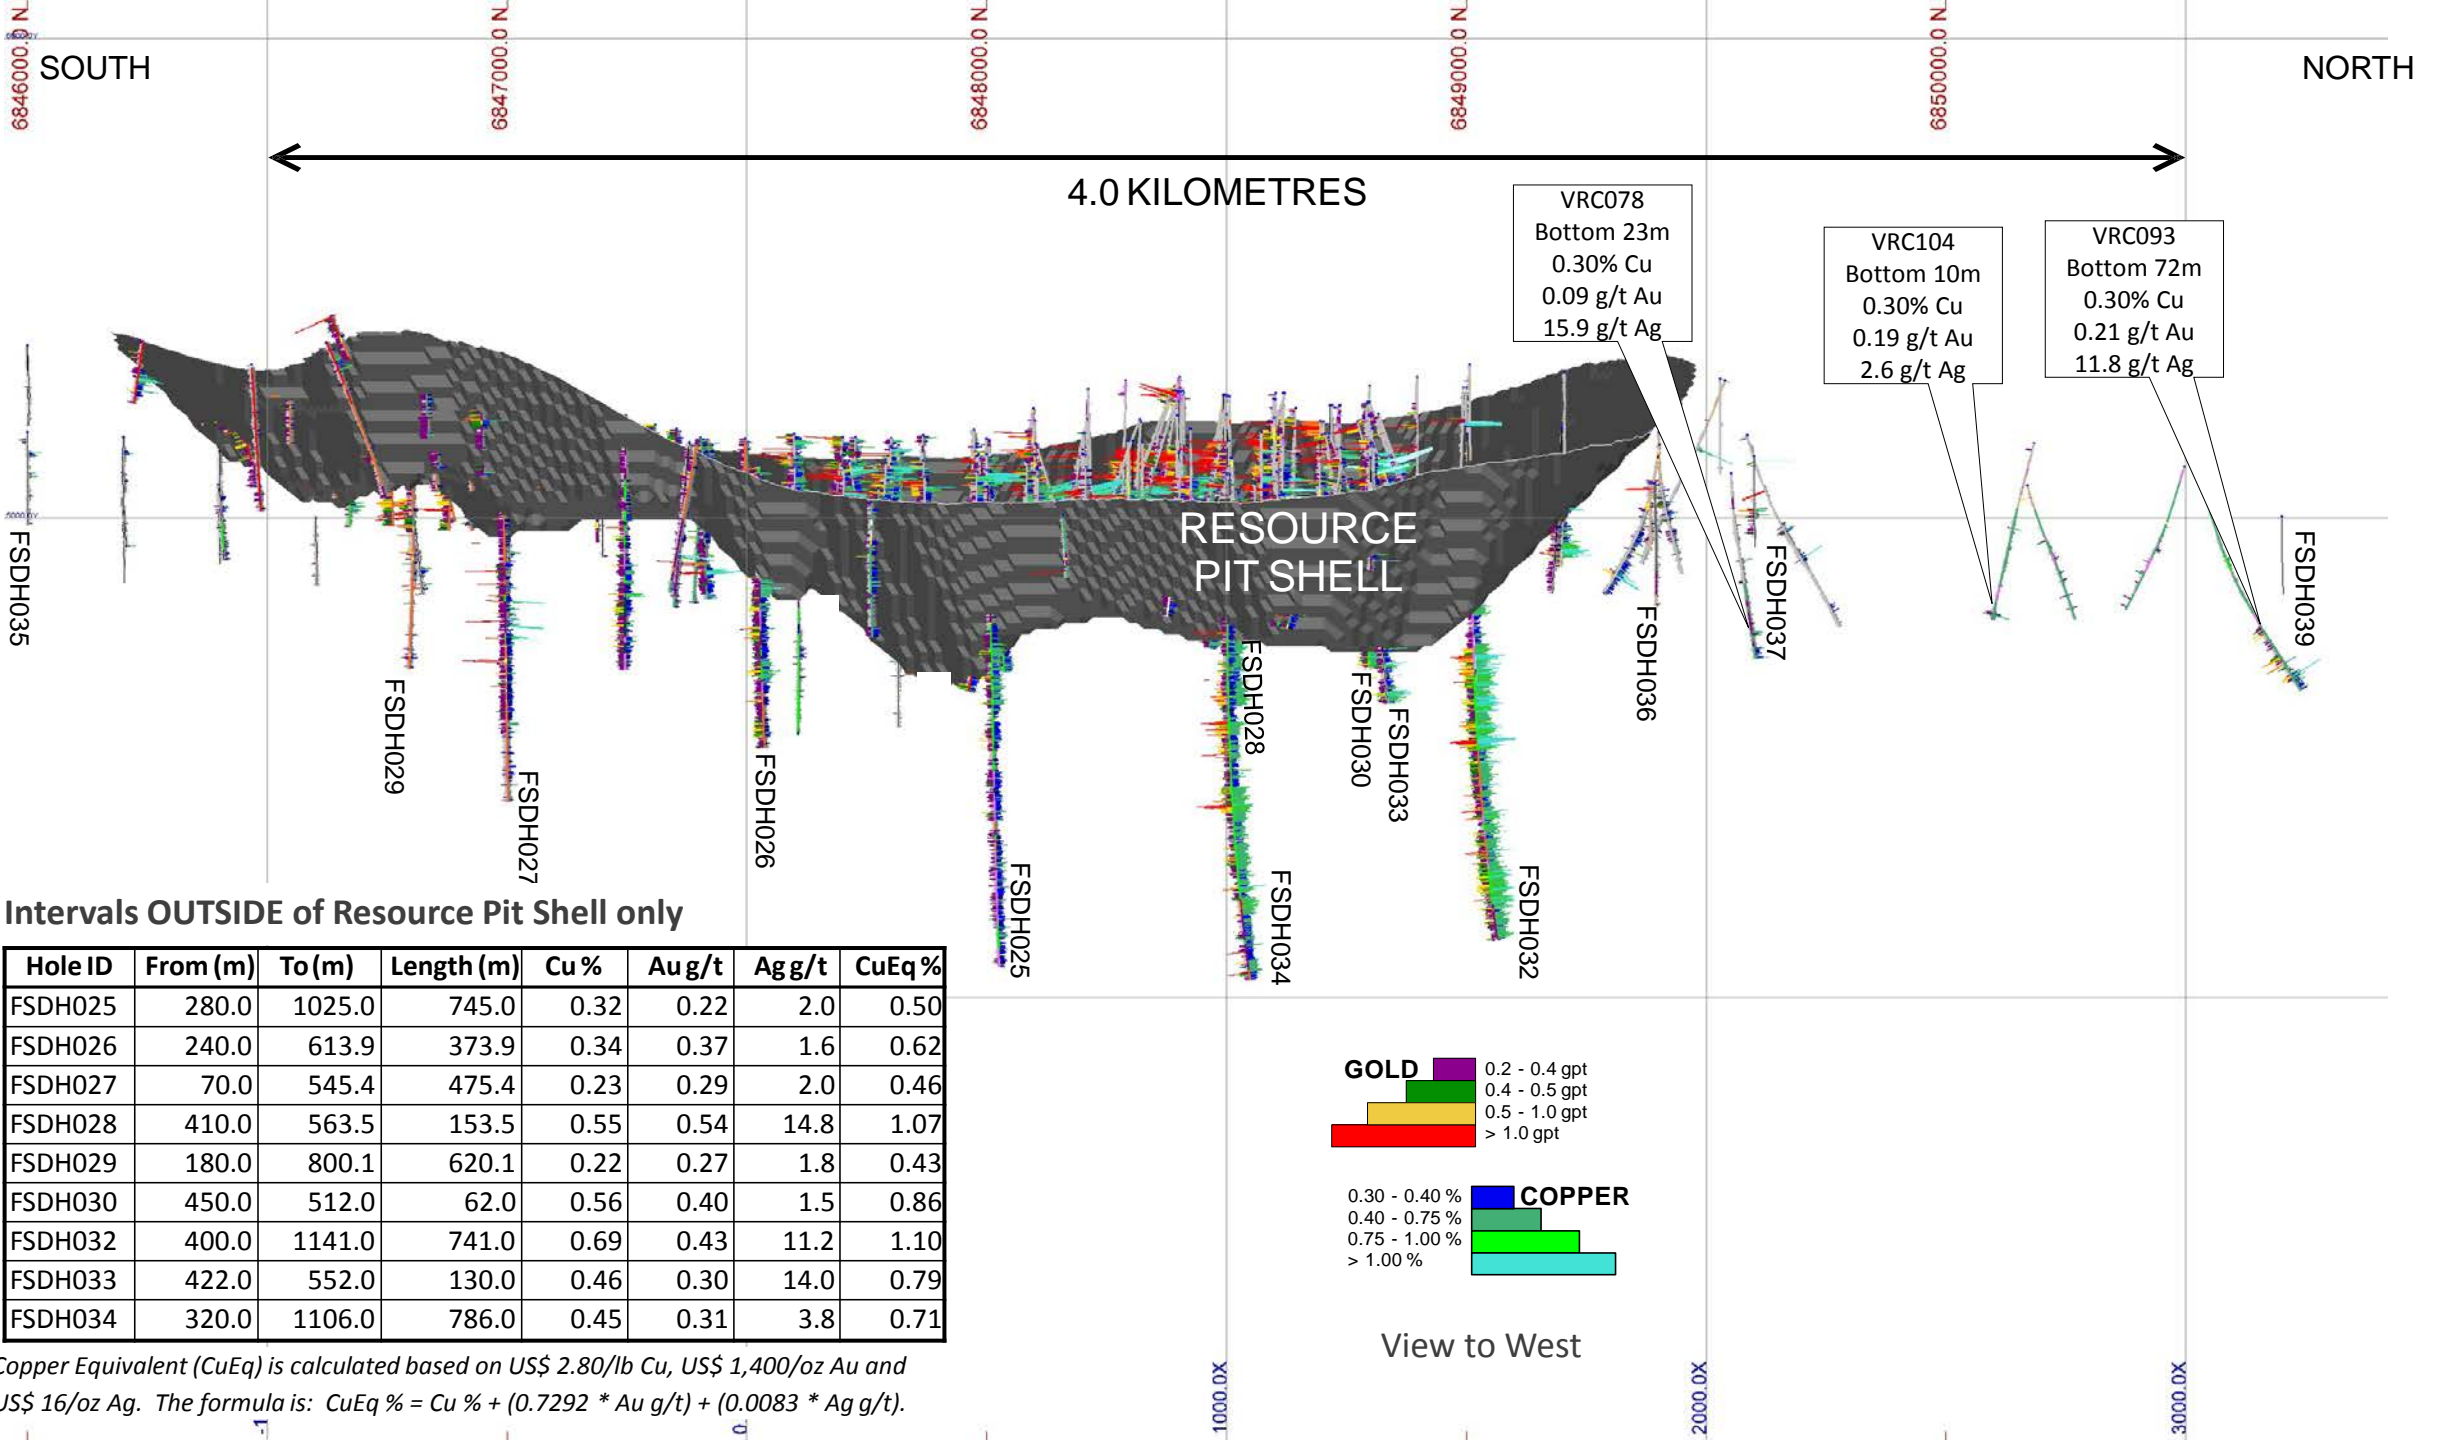 6846000.0 N
6847000.0 N
6848000.0 N
6849000.0 N
6850000.0 N
SOUTH
NORTH
4.0 KILOMETRES
VRC078
Bottom 23m
0.30% Cu
0.09 g/t Au
15.9 g/t Ag
VRC104
Bottom 10m
0.30% Cu
0.19 g/t Au
2.6 g/t Ag
VRC093
Bottom 72m
0.30% Cu
0.21 g/t Au
11.8 g/t Ag
RESOURCE
PIT SHELL
FSDH035
FSDH029
FSDH027
FSDH026
FSDH025
FSDH028
FSDH034
FSDH030
FSDH033
FSDH032
FSDH036
FSDH037
FSDH039
Intervals OUTSIDE of Resource Pit Shell only
Hole ID From (m) To (m) Length (m) Cu % Au g/t Ag g/t CuEq %
FSDH025 280.0 1025.0 745.0 0.32 0.22 2.0 0.50
FSDH026 240.0 613.9 373.9 0.34 0.37 1.6 0.62
FSDH027 70.0 545.4 475.4 0.23 0.29 2.0 0.46
FSDH028 410.0 563.5 153.5 0.55 0.54 14.8 1.07
FSDH029 180.0 800.1 620.1 0.22 0.27 1.8 0.43
FSDH030 450.0 512.0 62.0 0.56 0.40 1.5 0.86
FSDH032 400.0 1141.0 741.0 0.69 0.43 11.2 1.10
FSDH033 422.0 552.0 130.0 0.46 0.30 14.0 0.79
FSDH034 320.0 1106.0 786.0 0.45 0.31 3.8 0.71
Copper Equivalent (CuEq) is calculated based on US$ 2.80/lb Cu, US$ 1,400/oz Au and
US$ 16/oz Ag. The formula is: CuEq % = Cu % + (0.7292 * Au g/t) + (0.0083 * Ag g/t).
GOLD
0.2 - 0.4 gpt
0.4 - 0.5 gpt
0.5 - 1.0 gpt
> 1.0 gpt
COPPER
0.30 - 0.40 %
0.40 - 0.75 %
0.75 - 1.00 %
> 1.00 %
View to West
-1
0.
1000.0X
2000.0X
3000.0X